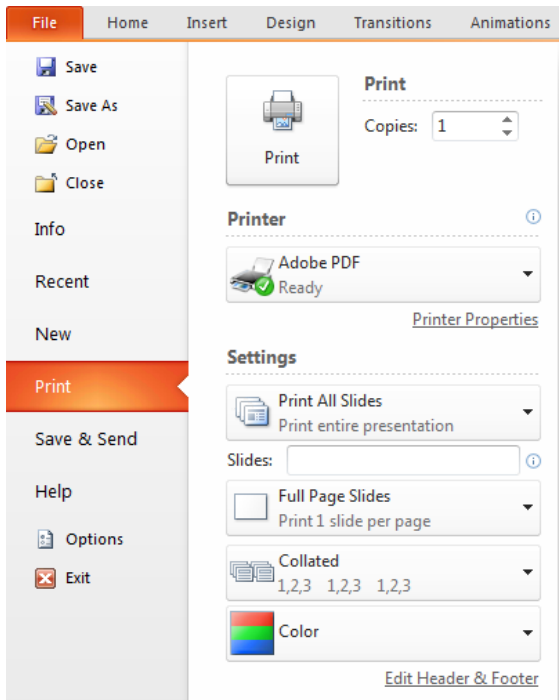 File Home Insert Design Transitions Animations
Save
Save As
Open
Close
Info
Recent
New
Print
Save & Send
Help
Options
Exit
Print
Print
Copies: 1
Printer
Adobe PDF
Ready
Printer Properties
Settings
Print All Slides
Print entire presentation
Slides:
Full Page Slides
Print 1 slide per page
Collated
1,2,3 1,2,3 1,2,3
Color
Edit Header & Footer